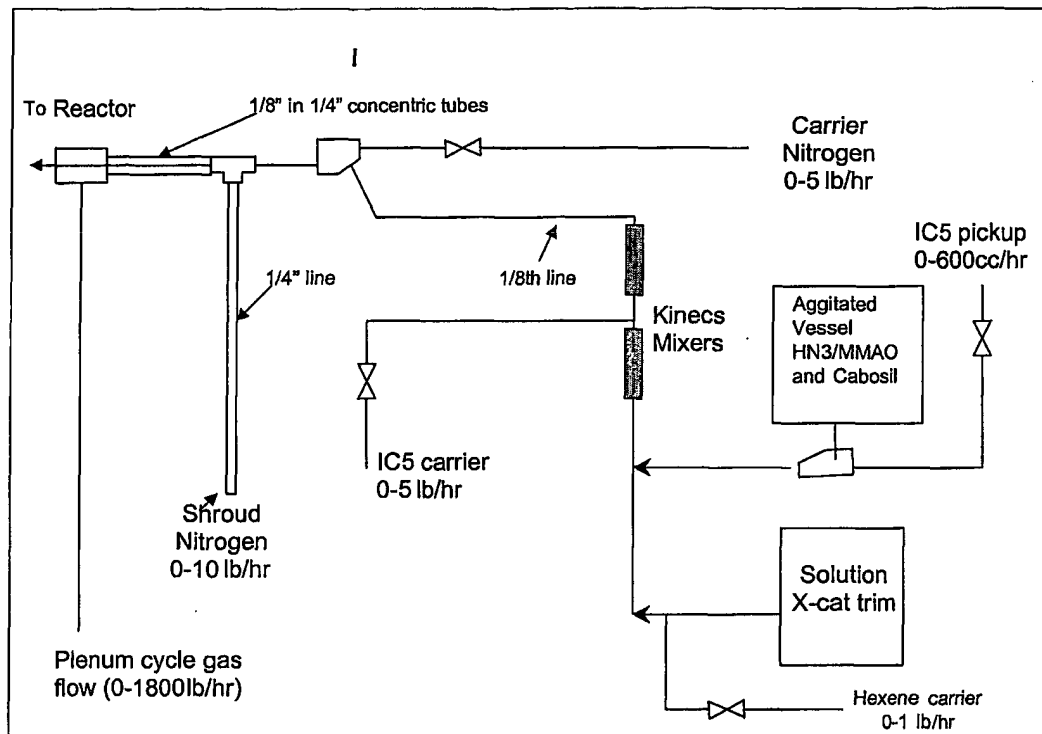 I
To Reactor
1/8" in 1/4" concentric tubes
Carrier
Nitrogen
0-5 lb/hr
IC5 pickup
0-600cc/hr
1/4" line
1/8th line
Kinecs
Mixers
Aggitated
Vessel
HN3/MMAO
and Cabosil
IC5 carrier
0-5 lb/hr
Shroud
Nitrogen
0-10 lb/hr
Solution
X-cat trim
Plenum cycle gas
flow (0-1800lb/hr)
Hexene carrier
0-1 lb/hr